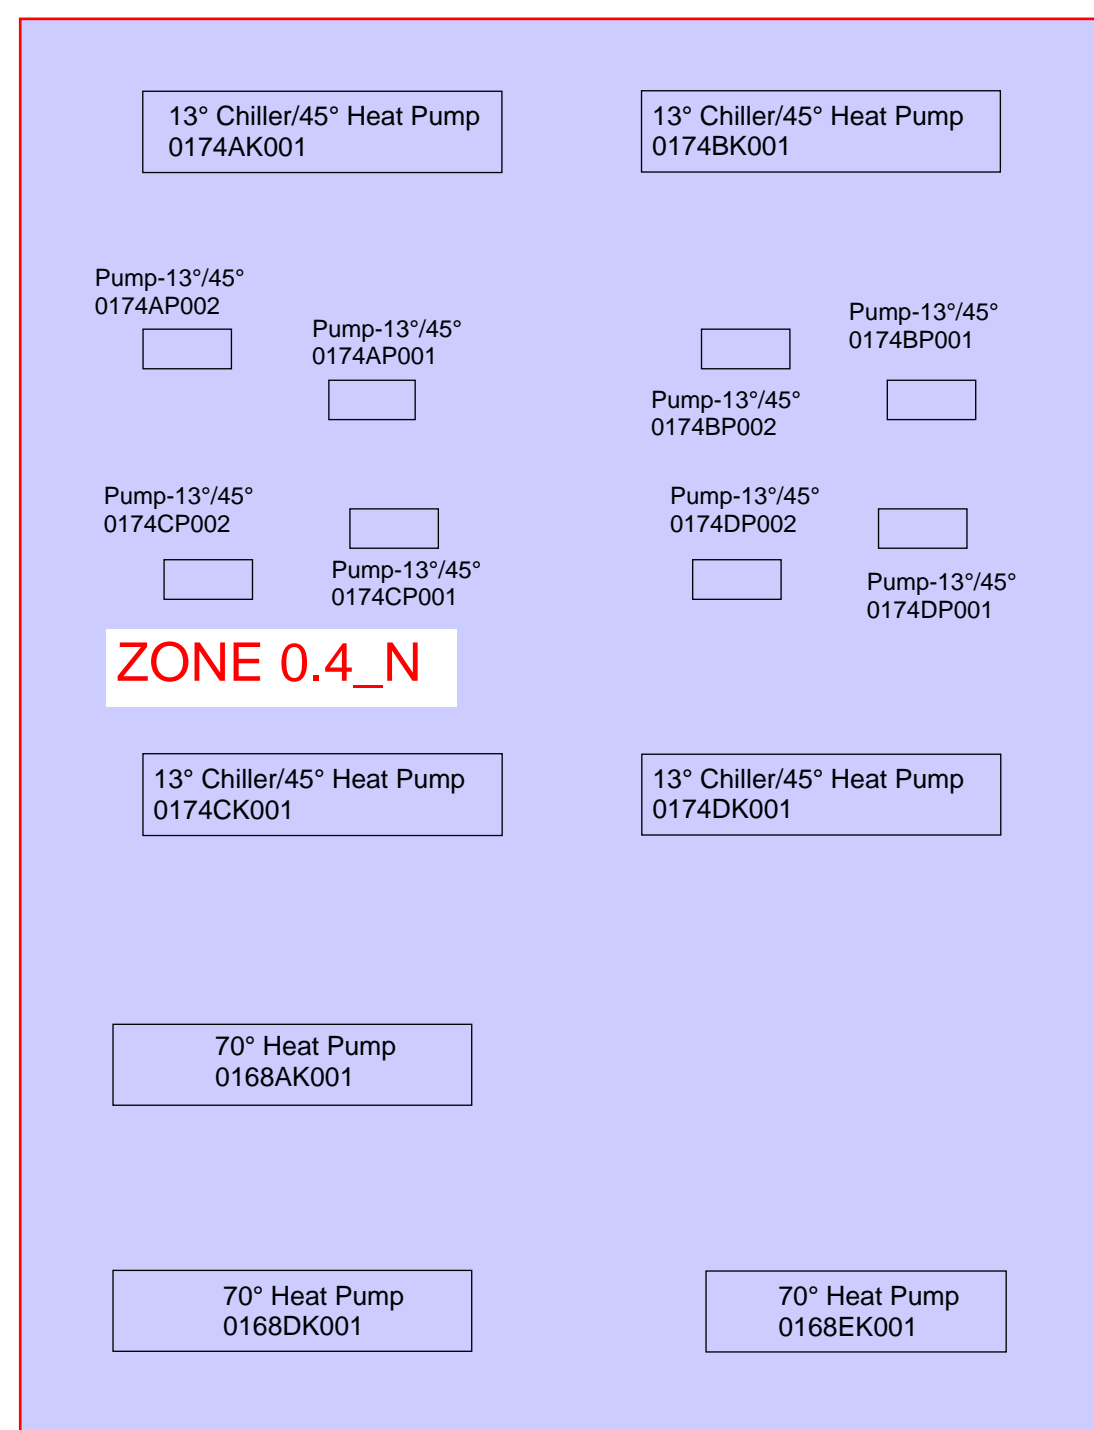 13° Chiller/45° Heat Pump
0174AK001
13° Chiller/45° Heat Pump
0174BK001
Pump-13°/45°
0174AP002
Pump-13°/45°
0174AP001
Pump-13°/45°
0174BP001
Pump-13°/45°
0174BP002
Pump-13°/45°
0174CP002
Pump-13°/45°
0174CP001
Pump-13°/45°
0174DP002
Pump-13°/45°
0174DP001
ZONE 0.4_N
13° Chiller/45° Heat Pump
0174CK001
13° Chiller/45° Heat Pump
0174DK001
70° Heat Pump
0168AK001
70° Heat Pump
0168DK001
70° Heat Pump
0168EK001